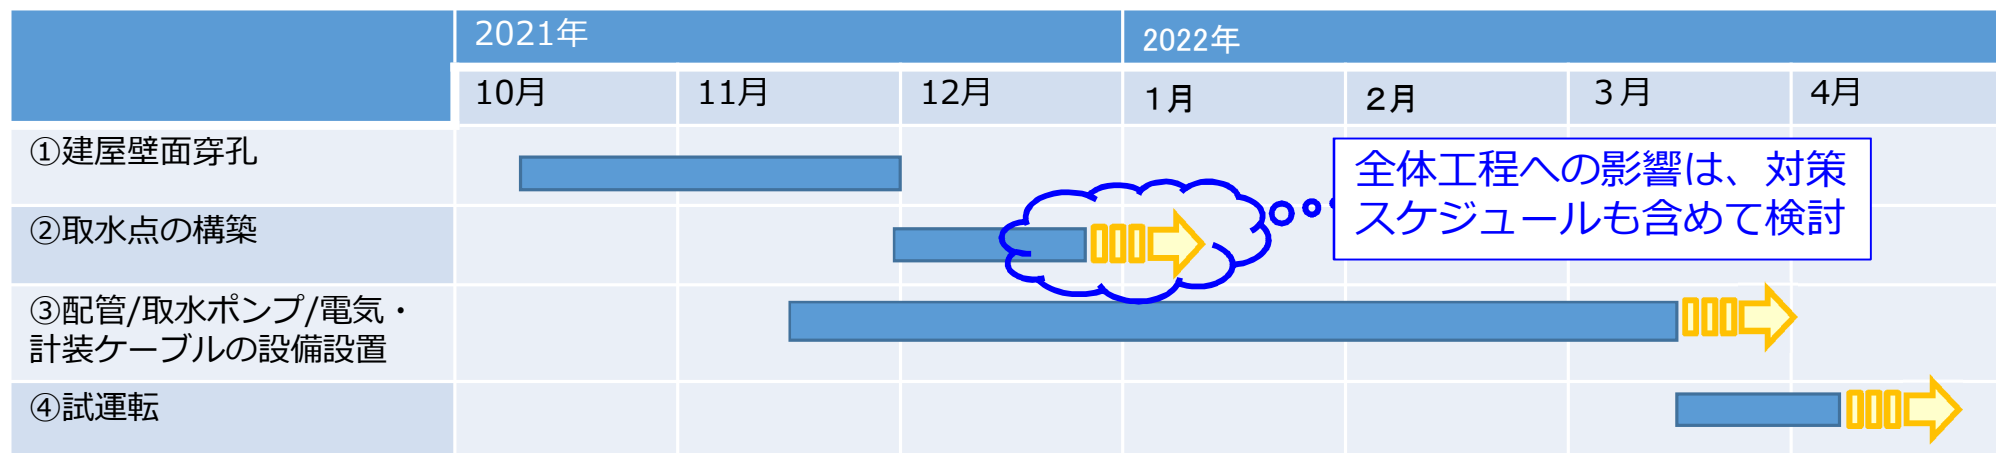 2021年
2022年
10月
11月
12月
１月
２月
３月
4月
①建屋壁面穿孔
全体工程への影響は、対策
スケジュールも含めて検討
②取水点の構築
③配管/取水ポンプ/電気・
計装ケーブルの設備設置
④試運転